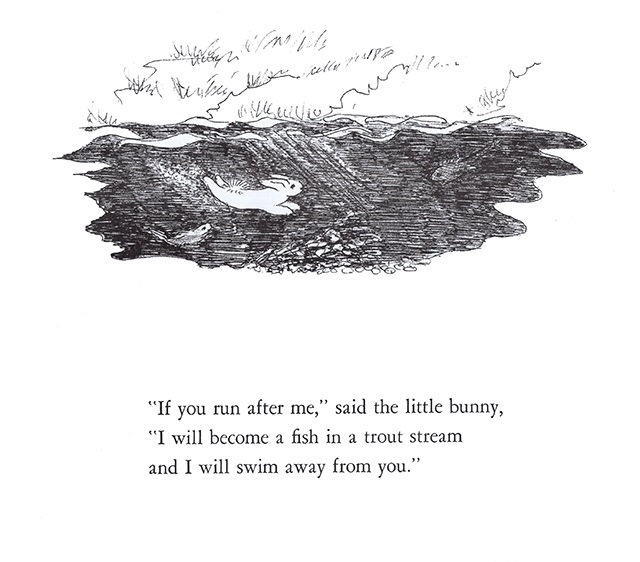 “If you run after me,” said the little bunny,
“I will become a fish in a trout stream
and I will swim away from you.”